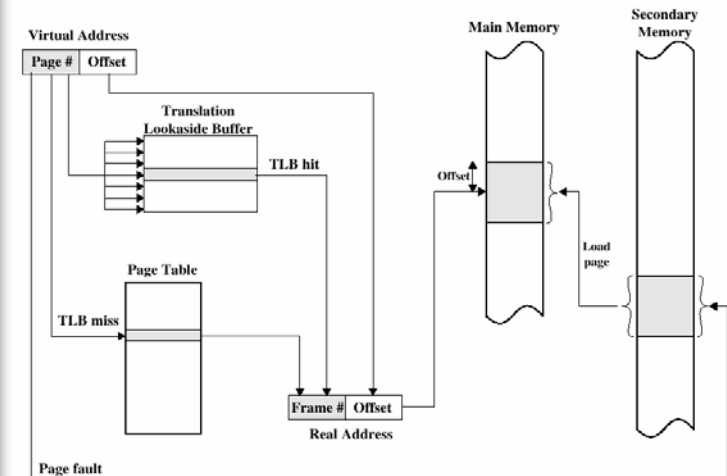 Virtual Address
Page #
Offset
Translation
Lookaside Buffer
TLB hit
Page Table
TLB miss
Frame #
Offset
Real Address
Page fault
Main Memory
Offset
Load
page
Secondary
Memory